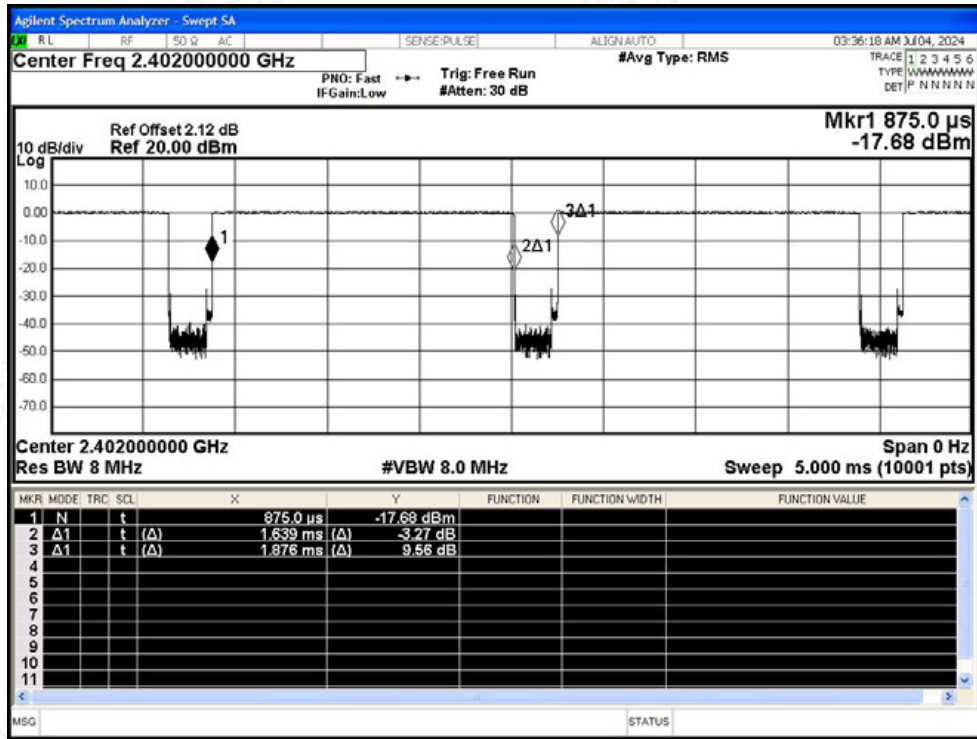 Agilent Spectrum Analyzer - Swept SA
RL RF 50 Ω AC SENSE:PULSE ALIGN AUTO 03:36:18 AM Jul 04, 2024
Center Freq 2.402000000 GHz #Avg Type: RMS TRACE 1 2 3 4 5 6
PNO: Fast Trig: Free Run TYPE WWWWWW
IFGain:Low #Atten: 30 dB DET P N N N N N
Mkr1 875.0 µs
Ref Offset 2.12 dB
10 dB/div Ref 20.00 dBm -17.68 dBm
Log
10.0
0.00
-10.0
-20.0
-30.0
-40.0
-50.0
-60.0
-70.0
1
2Δ1
3Δ1
Center 2.402000000 GHz Span 0 Hz
Res BW 8 MHz #VBW 8.0 MHz Sweep 5.000 ms (10001 pts)
MKR MODE TRC SCL X Y FUNCTION FUNCTION WIDTH FUNCTION VALUE
1 N t 875.0 µs -17.68 dBm
2 Δ1 t (Δ) 1.639 ms (Δ) -3.27 dB
3 Δ1 t (Δ) 1.876 ms (Δ) 9.56 dB
4
5
6
7
8
9
10
11
MSG STATUS